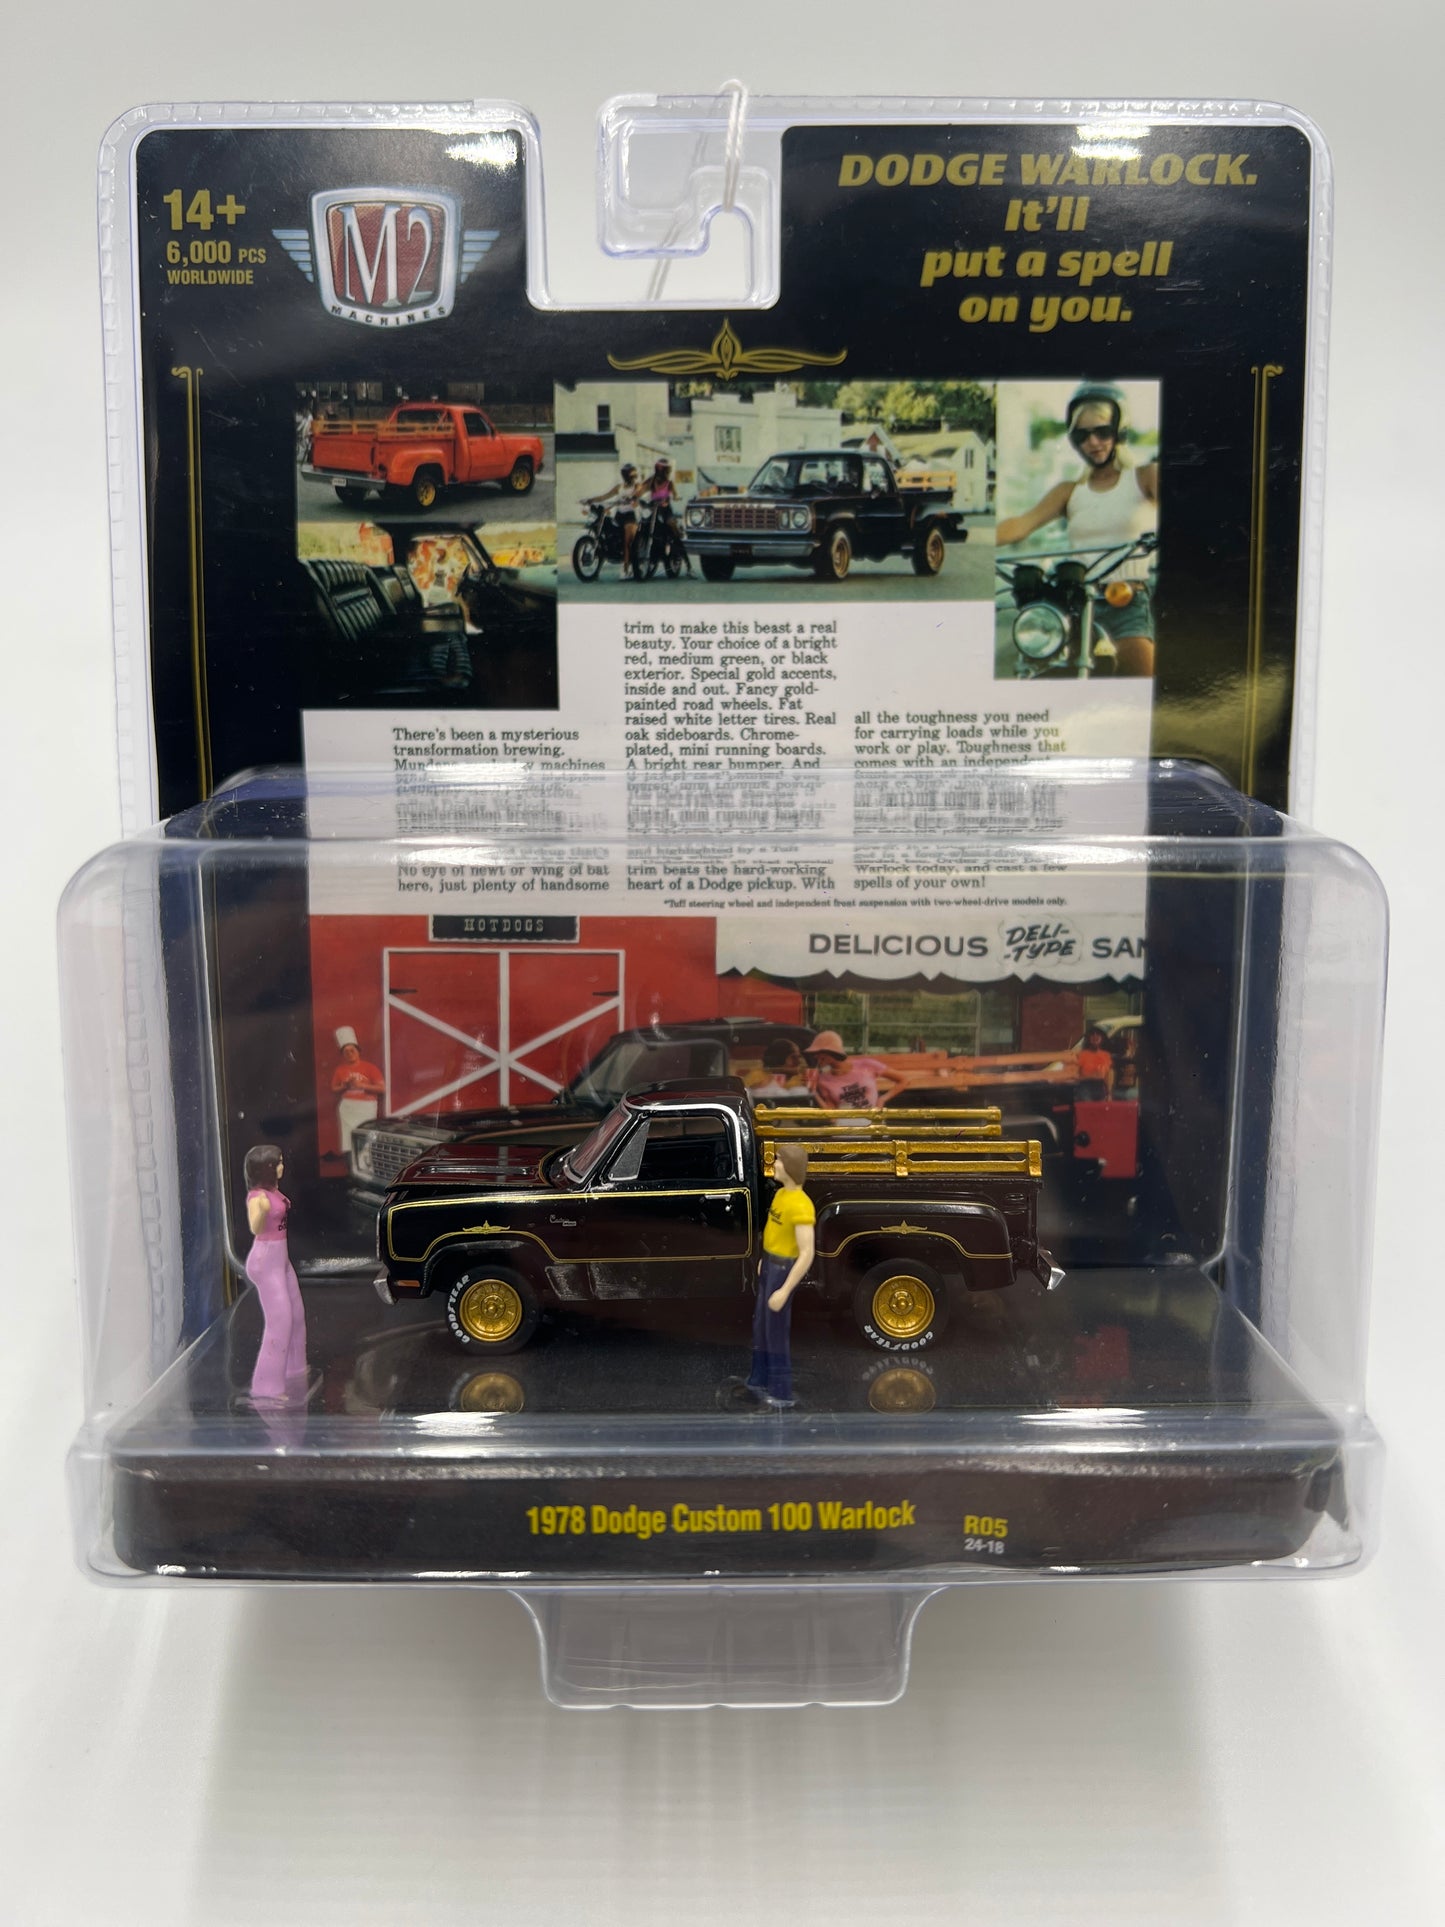 14+
6,000 PCS
WORLDWIDE
M2
MACHINES
DODGE WARLOCK.
It'll
put a spell
on you.
There's been a mysterious
transformation brewing.
machines
No eye of newt or wing of bat
here, just plenty of handsome
trim to make this beast a real
beauty. Your choice of a bright
red, medium green, or black
exterior. Special gold accents,
inside and out. Fancy gold-
painted road wheels. Fat
raised white letter tires. Real
oak sideboards. Chrome-
plated, mini running boards.
A bright rear bumper. And
and highlighted by a Tuff
trim beats the hard-working
heart of a Dodge pickup. With
all the toughness you need
for carrying loads while you
work or play. Toughness that
comes with an independent
Warlock today, and cast a few
spells of your own!
*Tuff steering wheel and independent front suspension with two-wheel-drive models only.
HOTDOGS
DELICIOUS DELI-TYPE SAN
GOODYEAR
GOODYEAR
1978 Dodge Custom 100 Warlock
R05
24-18